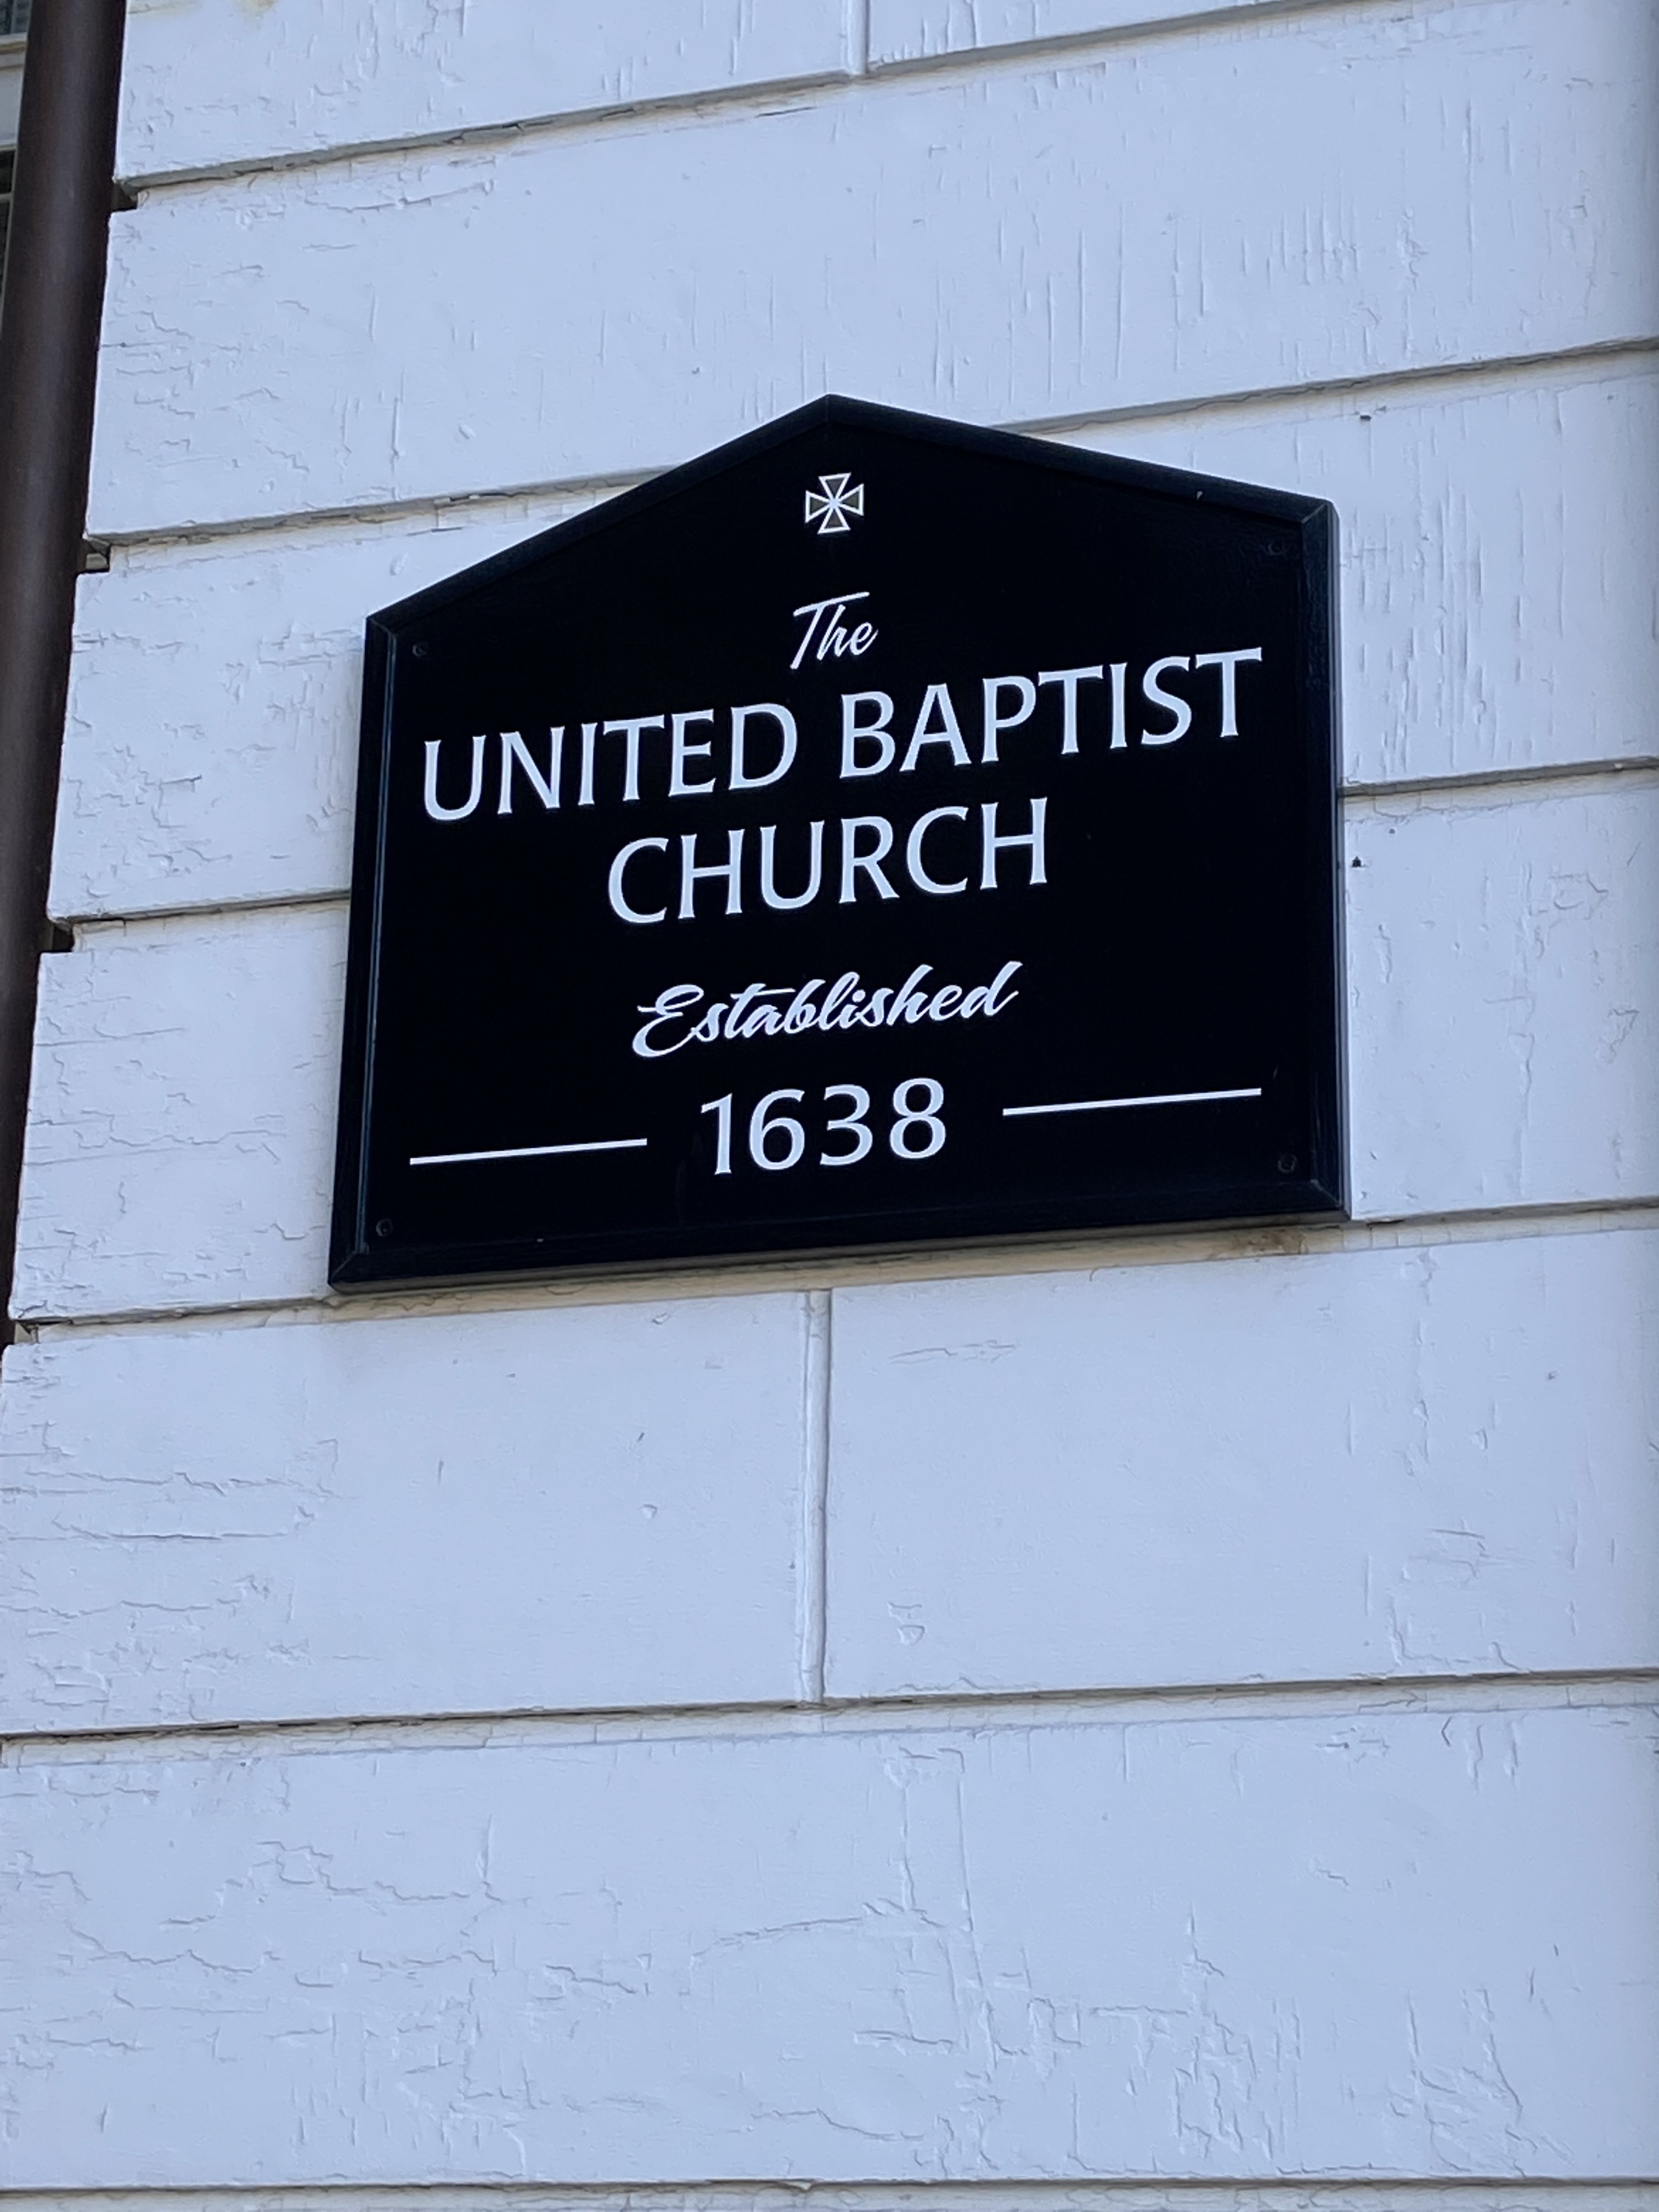 The
UNITED BAPTIST
CHURCH
Established
1638